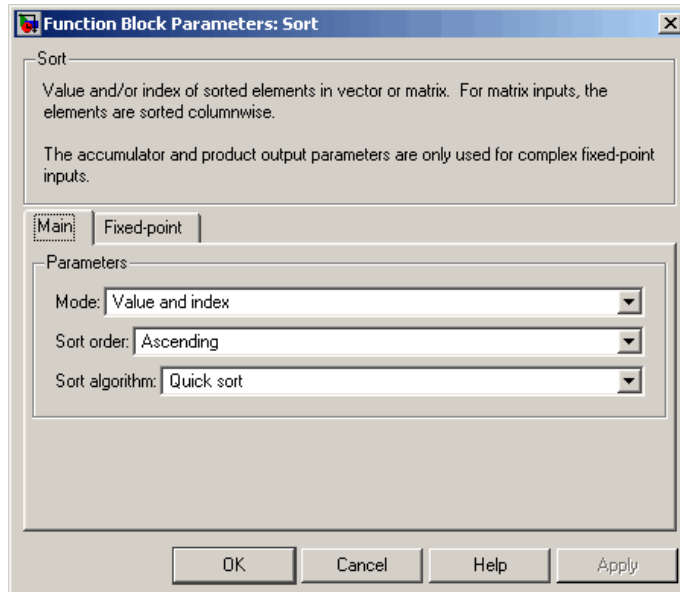 Function Block Parameters: Sort
Sort
Value and/or index of sorted elements in vector or matrix.  For matrix inputs, the
elements are sorted columnwise.
The accumulator and product output parameters are only used for complex fixed-point
inputs.
Main
Fixed-point
Parameters
Mode: Value and index
Sort order: Ascending
Sort algorithm: Quick sort
OK
Cancel
Help
Apply